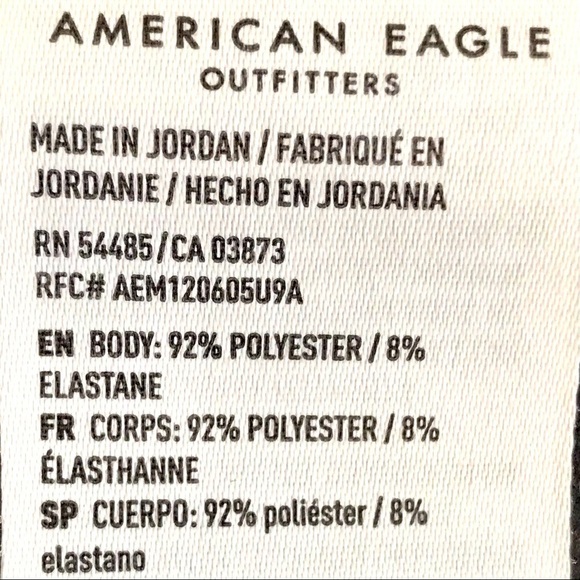 AMERICAN EAGLE
OUTFITTERS
MADE IN JORDAN / FABRIQUÉ EN
JORDANIE / HECHO EN JORDANIA
RN 54485/CA 03873
RFC# AEM120605U9A
EN BODY: 92% POLYESTER / 8%
ELASTANE
FR CORPS: 92% POLYESTER / 8%
ÉLASTHANNE
SP CUERPO: 92% poliéster / 8%
elastano